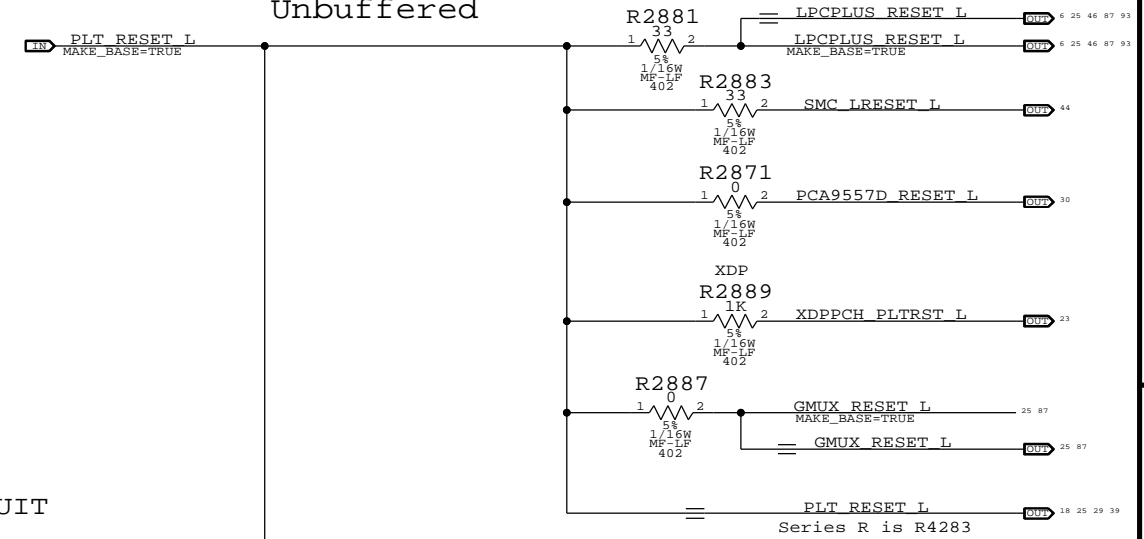 Unbuffered
IN
PLT_RESET_L
MAKE_BASE=TRUE
R2881
33
1 2
5%
1/16W
MF-LF
402
LPCPLUS_RESET_L
OUT 6 25 46 87 93
LPCPLUS_RESET_L
MAKE_BASE=TRUE
OUT 6 25 46 87 93
R2883
33
1 2
5%
1/16W
MF-LF
402
SMC_LRESET_L
OUT 44
R2871
0
1 2
5%
1/16W
MF-LF
402
PCA9557D_RESET_L
OUT 30
XDP
R2889
1K
1 2
5%
1/16W
MF-LF
402
XDPPCH_PLTRST_L
OUT 23
R2887
0
1 2
5%
1/16W
MF-LF
402
GMUX_RESET_L
MAKE_BASE=TRUE
25 87
GMUX_RESET_L
OUT 25 87
UIT
PLT_RESET_L
OUT 18 25 29 39
Series R is R4283